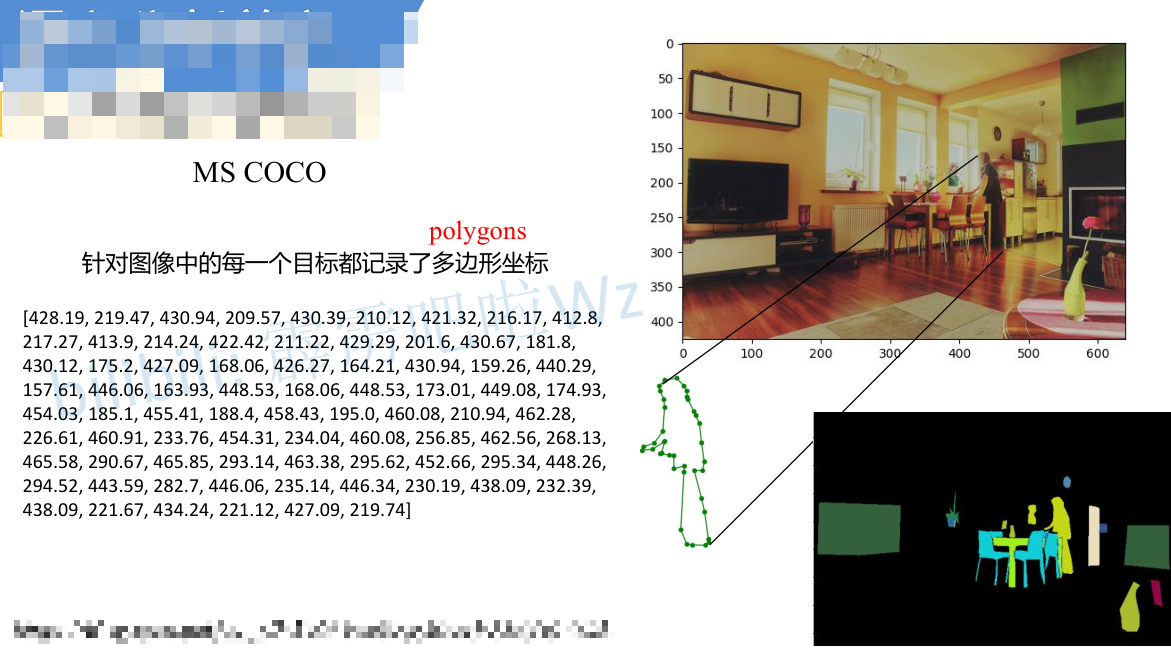 MS COCO
polygons
针对图像中的每一个目标都记录了多边形坐标
[428.19, 219.47, 430.94, 209.57, 430.39, 210.12, 421.32, 216.17, 412.8,
217.27, 413.9, 214.24, 422.42, 211.22, 429.29, 201.6, 430.67, 181.8,
430.12, 175.2, 427.09, 168.06, 426.27, 164.21, 430.94, 159.26, 440.29,
157.61, 446.06, 163.93, 448.53, 168.06, 448.53, 173.01, 449.08, 174.93,
454.03, 185.1, 455.41, 188.4, 458.43, 195.0, 460.08, 210.94, 462.28,
226.61, 460.91, 233.76, 454.31, 234.04, 460.08, 256.85, 462.56, 268.13,
465.58, 290.67, 465.85, 293.14, 463.38, 295.62, 452.66, 295.34, 448.26,
294.52, 443.59, 282.7, 446.06, 235.14, 446.34, 230.19, 438.09, 232.39,
438.09, 221.67, 434.24, 221.12, 427.09, 219.74]
bilibili: 霹雳吧啦Wz
0
50
100
150
200
250
300
350
400
0 100 200 300 400 500 600